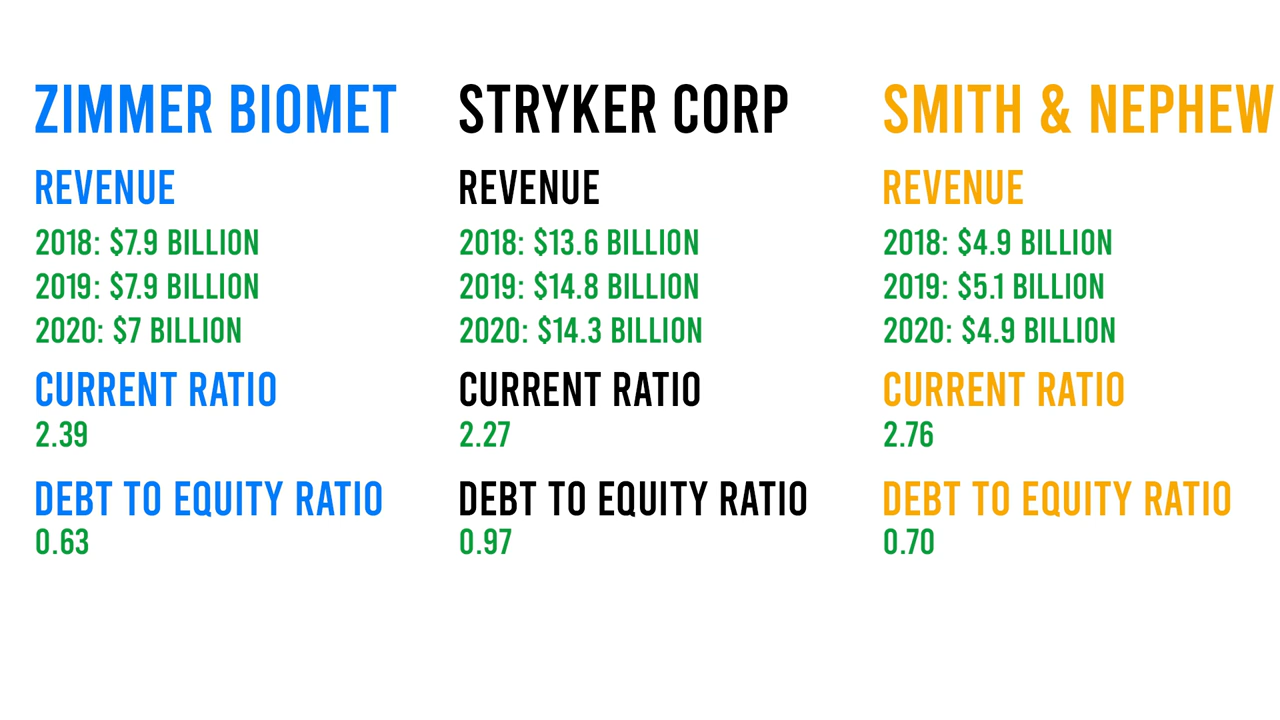 ZIMMER BIOMET
REVENUE
2018: $7.9 BILLION
2019: $7.9 BILLION
2020: $7 BILLION
CURRENT RATIO
2.39
DEBT TO EQUITY RATIO
0.63
STRYKER CORP
REVENUE
2018: $13.6 BILLION
2019: $14.8 BILLION
2020: $14.3 BILLION
CURRENT RATIO
2.27
DEBT TO EQUITY RATIO
0.97
SMITH & NEPHEW
REVENUE
2018: $4.9 BILLION
2019: $5.1 BILLION
2020: $4.9 BILLION
CURRENT RATIO
2.76
DEBT TO EQUITY RATIO
0.70